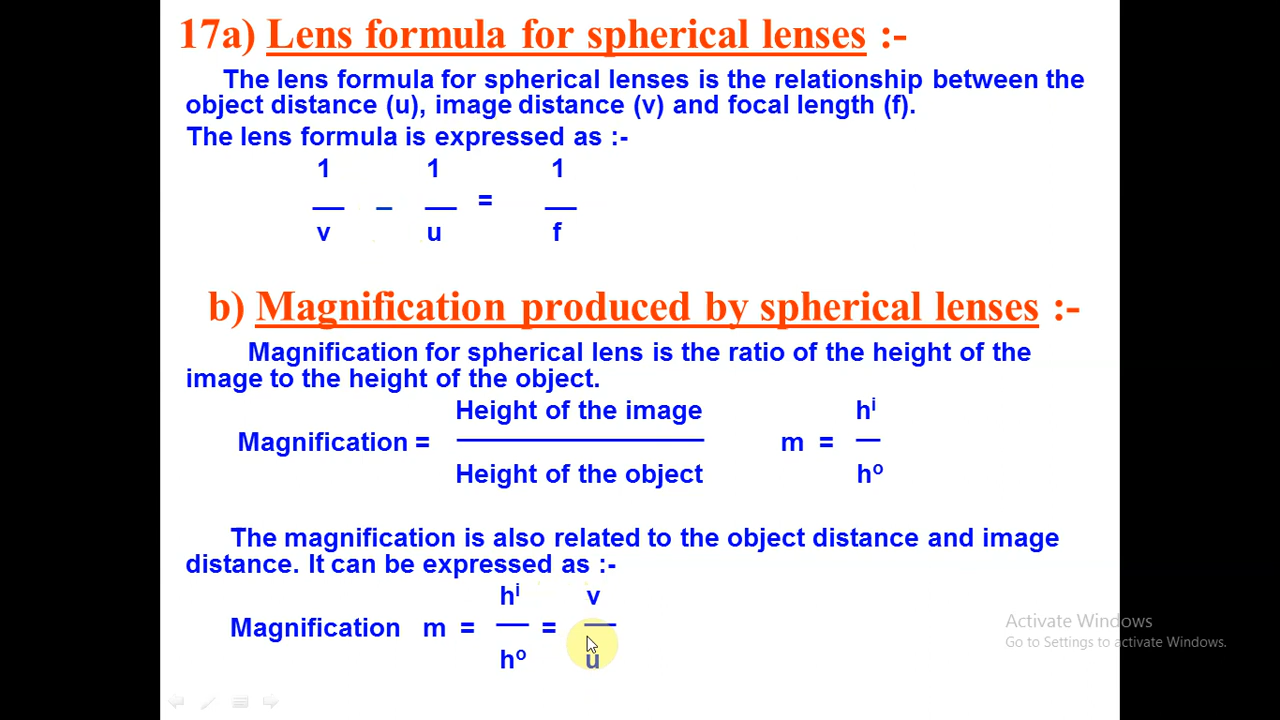 17a) Lens formula for spherical lenses :-
The lens formula for spherical lenses is the relationship between the
object distance (u), image distance (v) and focal length (f).
The lens formula is expressed as :-
1 1 1
– =
v u f
b) Magnification produced by spherical lenses :-
Magnification for spherical lens is the ratio of the height of the
image to the height of the object.
Height of the image hⁱ
Magnification = m =
Height of the object hᵒ
The magnification is also related to the object distance and image
distance. It can be expressed as :-
hⁱ v
Magnification m = =
hᵒ u
Activate Windows
Go to Settings to activate Windows.